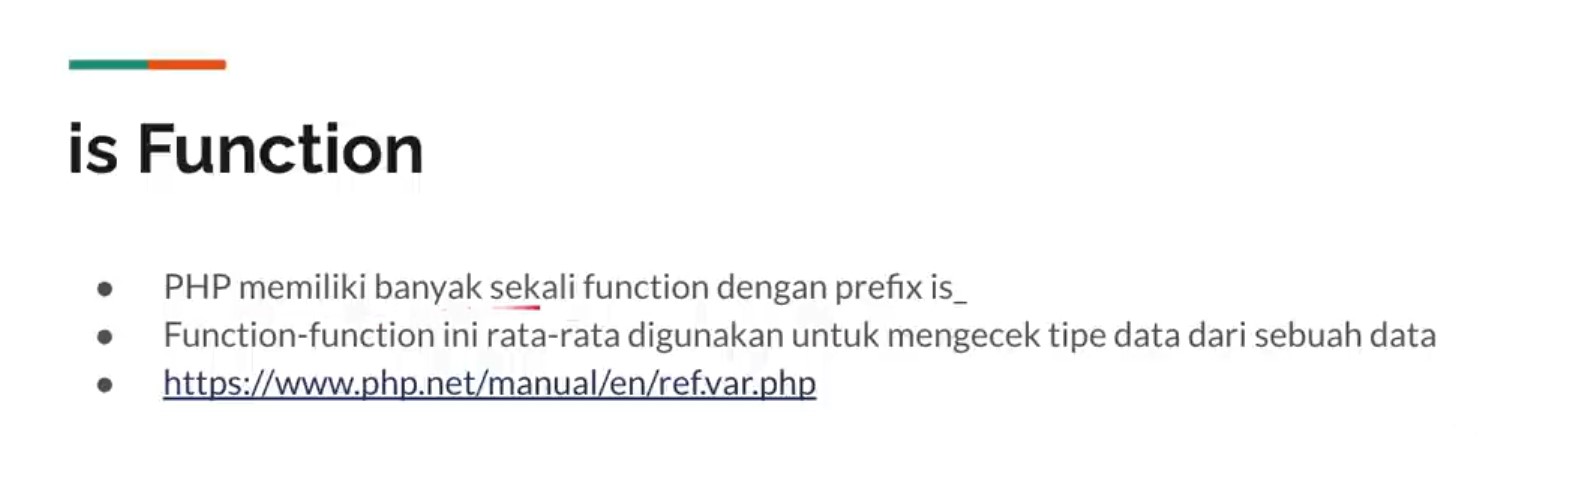 is Function
● PHP memiliki banyak sekali function dengan prefix is_
● Function-function ini rata-rata digunakan untuk mengecek tipe data dari sebuah data
● https://www.php.net/manual/en/ref.var.php